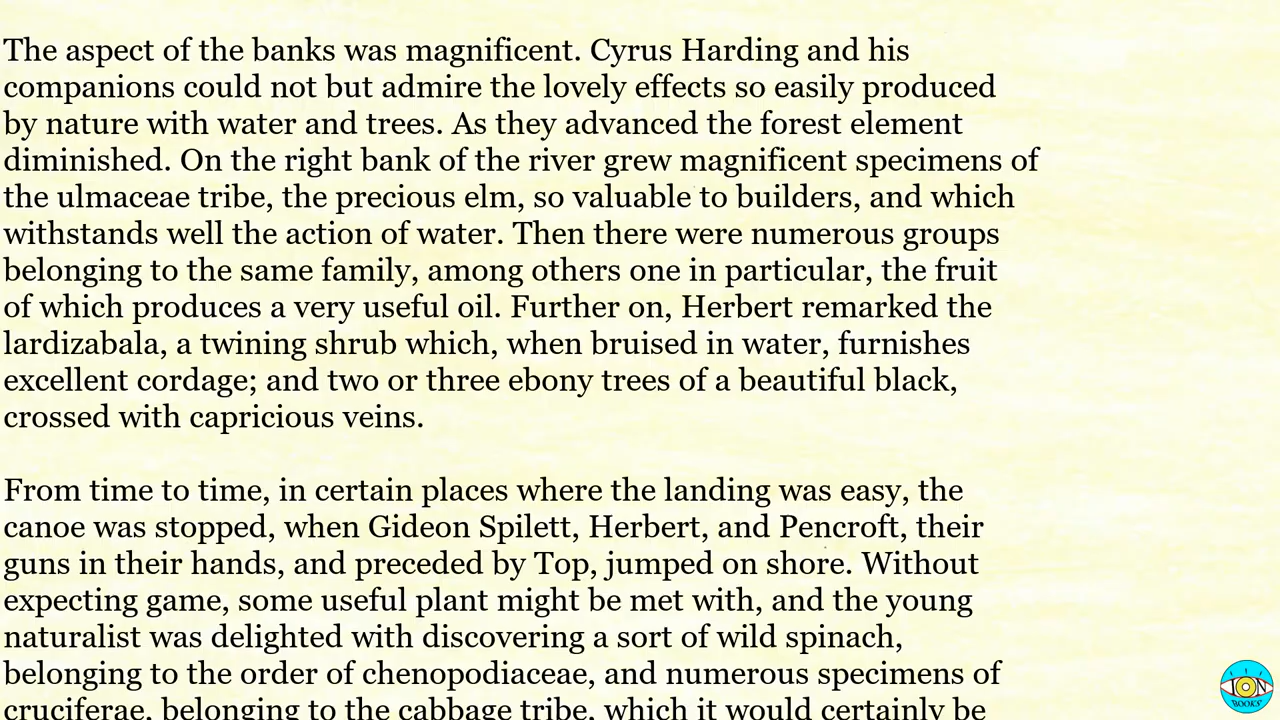 The aspect of the banks was magnificent. Cyrus Harding and his
companions could not but admire the lovely effects so easily produced
by nature with water and trees. As they advanced the forest element
diminished. On the right bank of the river grew magnificent specimens of
the ulmaceae tribe, the precious elm, so valuable to builders, and which
withstands well the action of water. Then there were numerous groups
belonging to the same family, among others one in particular, the fruit
of which produces a very useful oil. Further on, Herbert remarked the
lardizabala, a twining shrub which, when bruised in water, furnishes
excellent cordage; and two or three ebony trees of a beautiful black,
crossed with capricious veins.
From time to time, in certain places where the landing was easy, the
canoe was stopped, when Gideon Spilett, Herbert, and Pencroft, their
guns in their hands, and preceded by Top, jumped on shore. Without
expecting game, some useful plant might be met with, and the young
naturalist was delighted with discovering a sort of wild spinach,
belonging to the order of chenopodiaceae, and numerous specimens of
cruciferae, belonging to the cabbage tribe, which it would certainly be
ION
BOOKS